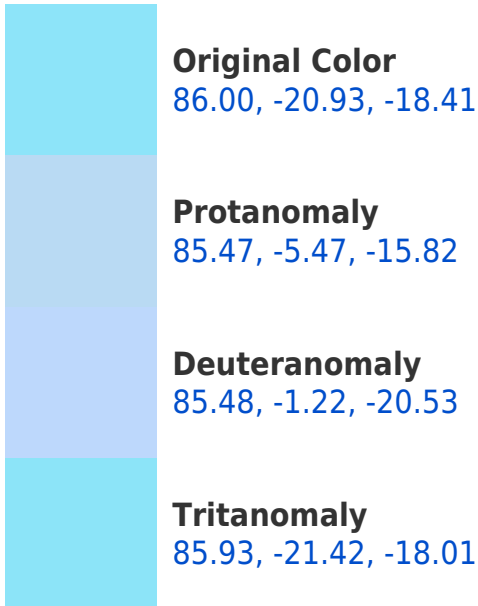 Original Color
86.00, -20.93, -18.41
Protanomaly
85.47, -5.47, -15.82
Deuteranomaly
85.48, -1.22, -20.53
Tritanomaly
85.93, -21.42, -18.01